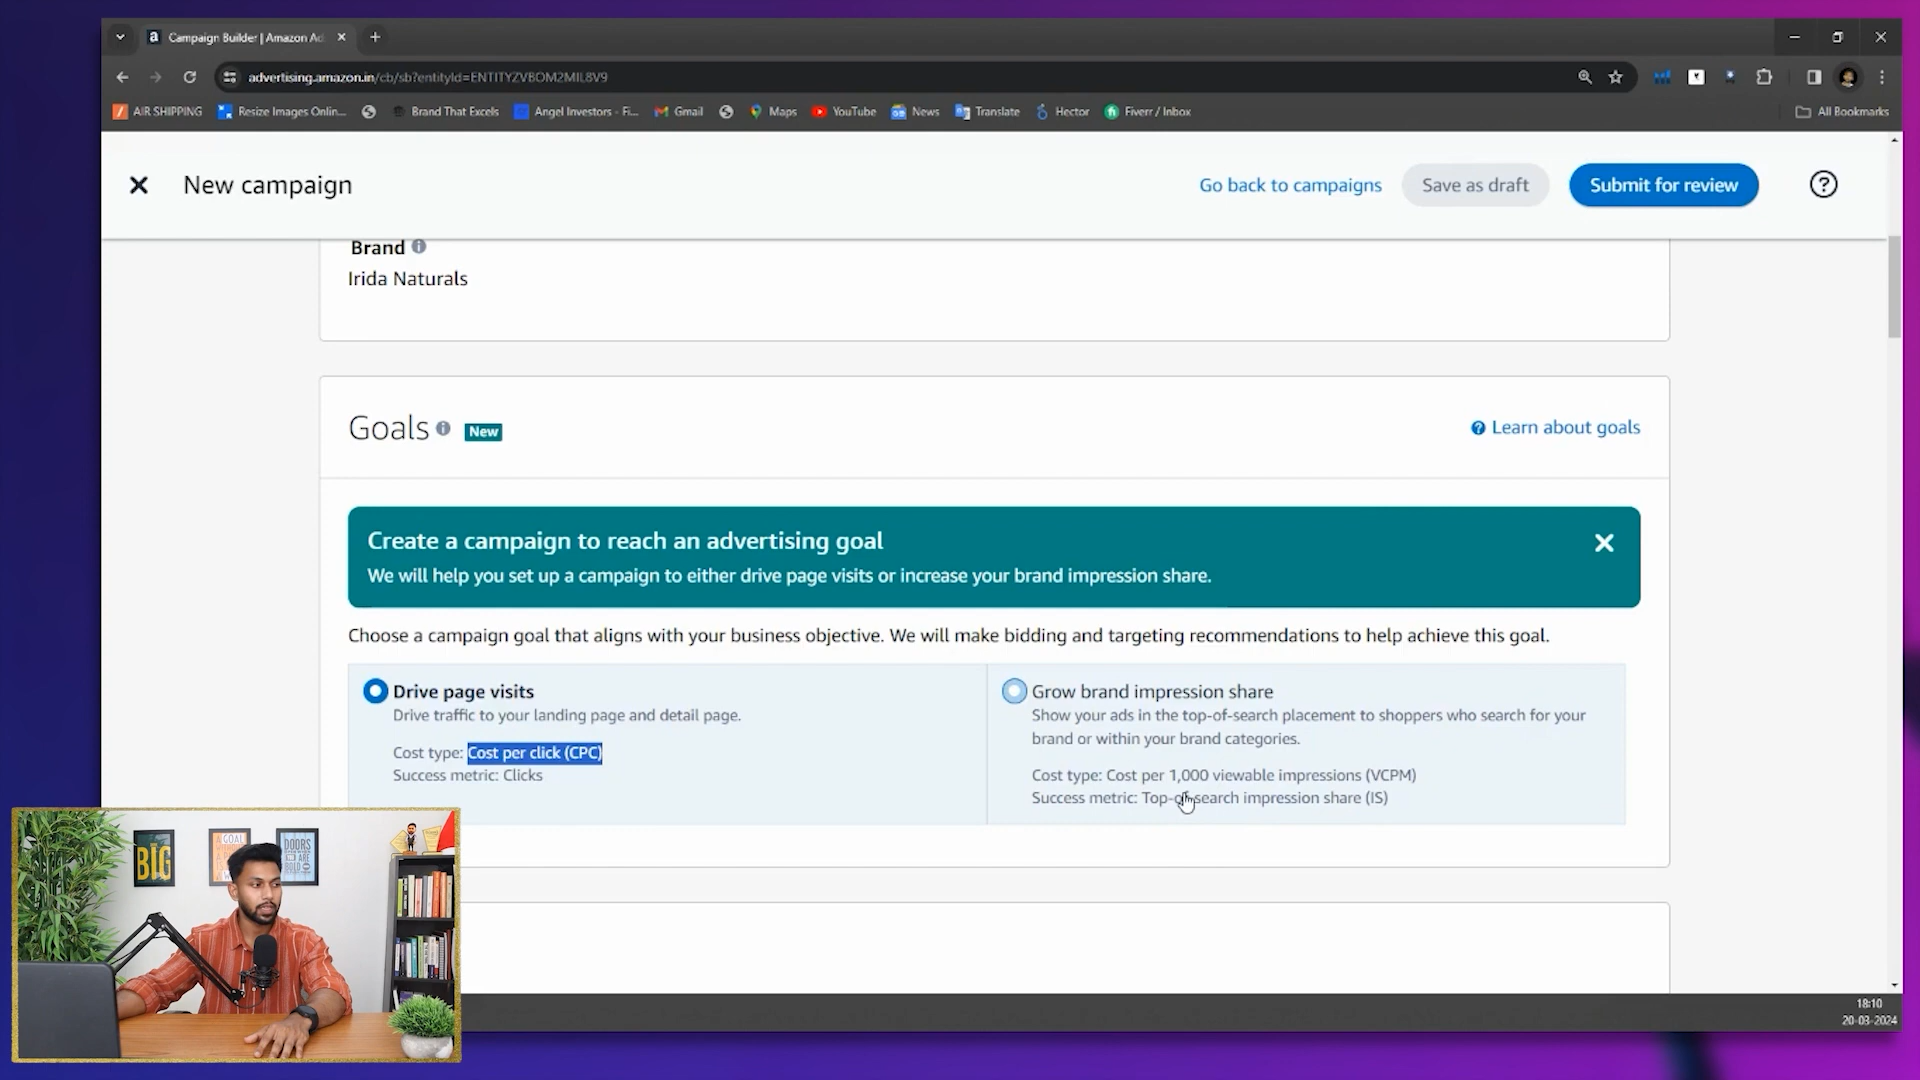 Campaign Builder | Amazon Ad
advertising.amazon.in/cb/sb?entityId=ENTITYZVBOM2MIL8V9
AIR SHIPPING
Resize Images Onlin...
Brand That Excels
Angel Investors - Fi...
Gmail
Maps
YouTube
News
Translate
Hector
Fiverr / Inbox
All Bookmarks
New campaign
Go back to campaigns
Save as draft
Submit for review
Brand
Irida Naturals
Goals
New
Learn about goals
Create a campaign to reach an advertising goal
We will help you set up a campaign to either drive page visits or increase your brand impression share.
Choose a campaign goal that aligns with your business objective. We will make bidding and targeting recommendations to help achieve this goal.
Drive page visits
Drive traffic to your landing page and detail page.
Cost type: Cost per click (CPC)
Success metric: Clicks
Grow brand impression share
Show your ads in the top-of-search placement to shoppers who search for your
brand or within your brand categories.
Cost type: Cost per 1,000 viewable impressions (VCPM)
Success metric: Top-of-search impression share (IS)
BIG
A GOAL
DOORS
18:10
20-03-2024